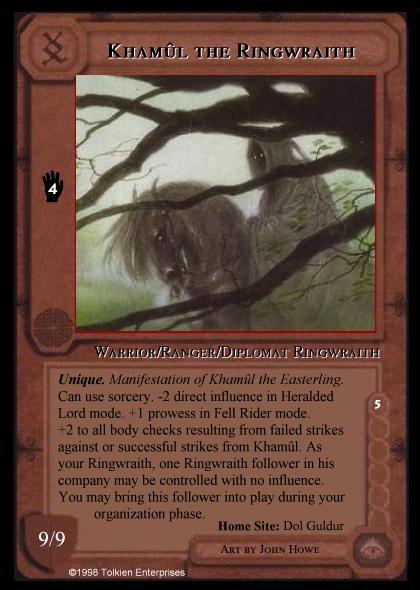 Khamûl the Ringwraith
4
Warrior/Ranger/Diplomat Ringwraith
Unique. Manifestation of Khamûl the Easterling.
Can use sorcery. -2 direct influence in Heralded
Lord mode. +1 prowess in Fell Rider mode.
+2 to all body checks resulting from failed strikes
against or successful strikes from Khamûl. As
your Ringwraith, one Ringwraith follower in his
company may be controlled with no influence.
You may bring this follower into play during your
organization phase.
5
Home Site: Dol Guldur
9/9
Art by John Howe
©1998 Tolkien Enterprises